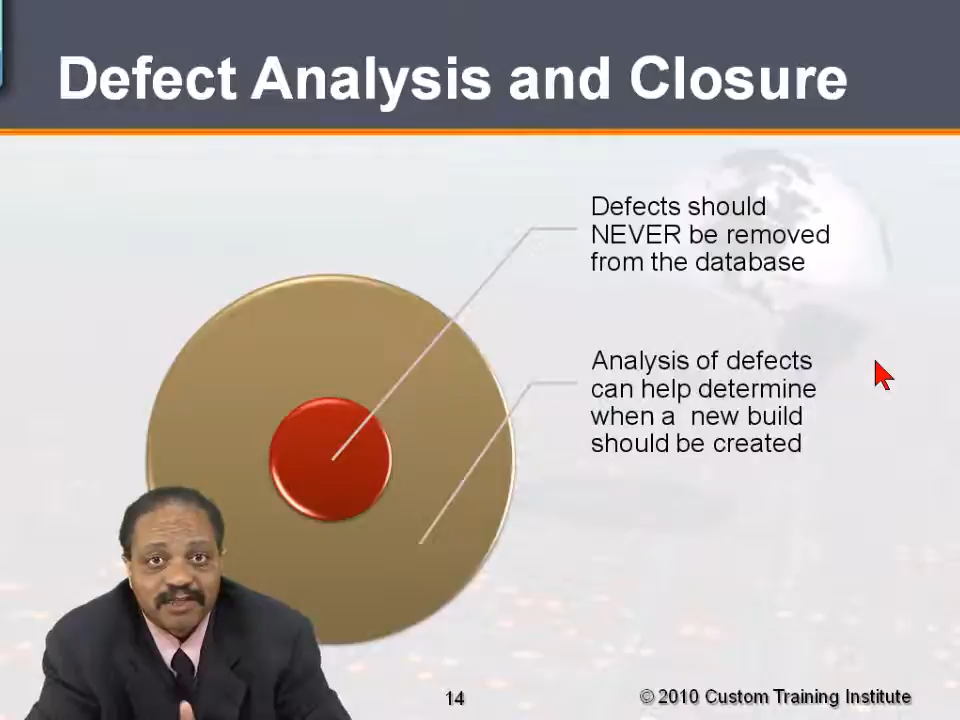 Defect Analysis and Closure
Defects should
NEVER be removed
from the database
Analysis of defects
can help determine
when a new build
should be created
14
© 2010 Custom Training Institute